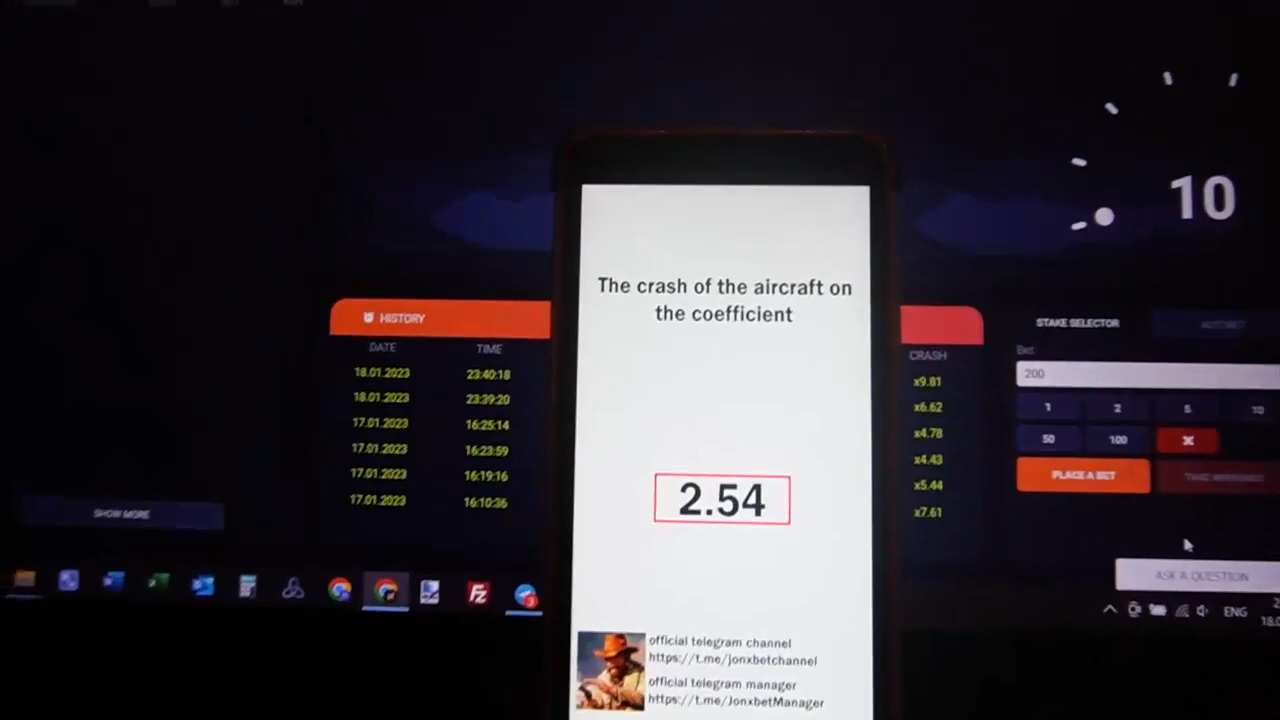 10
The crash of the aircraft on
the coefficient
HISTORY
DATE TIME
CRASH
18.01.2023 23:40:18 x9.81
18.01.2023 23:39:20 x6.62
17.01.2023 16:25:14 x4.78
17.01.2023 16:23:59 x4.43
17.01.2023 16:19:16 x5.44
17.01.2023 16:10:36 x7.61
STAKE SELECTOR
Bet
200
1 2 5 10
50 100
PLACE A BET
2.54
SHOW MORE
ASK A QUESTION
ENG
official telegram channel
https://t.me/jonxbetchannel
official telegram manager
https://t.me/JonxbetManager